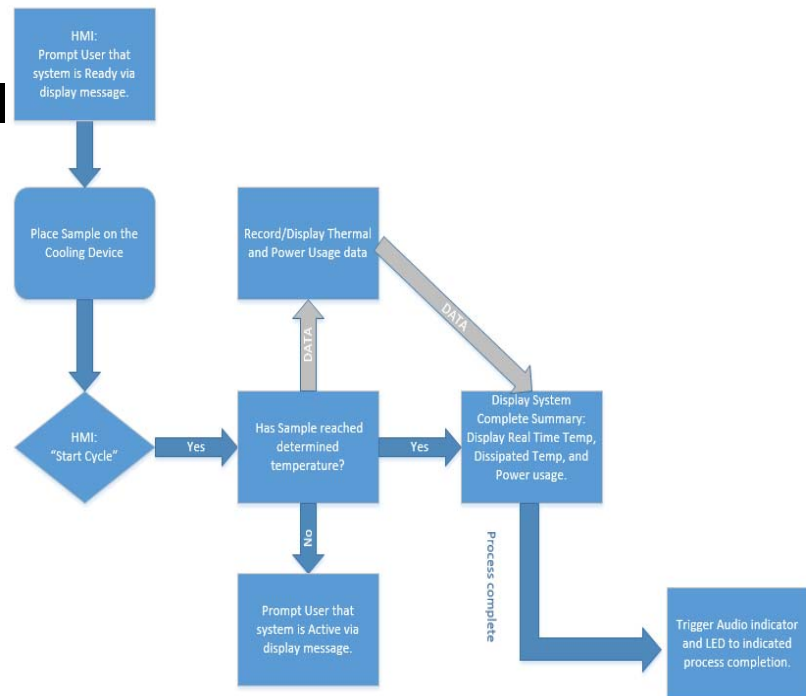 HMI:
Prompt User that
system is Ready via
display message.
Place Sample on the
Cooling Device
Record/Display Thermal
and Power Usage data
DATA
DATA
HMI:
“Start Cycle”
Yes
Has Sample reached
determined
temperature?
Yes
Display System
Complete Summary:
Display Real Time Temp,
Dissipated Temp, and
Power usage.
No
Prompt User that
system is Active via
display message.
Process complete
Trigger Audio indicator
and LED to indicated
process completion.